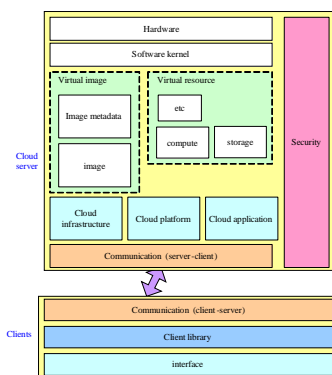 Hardware
Software kernel
Virtual image
Virtual resource
Image metadata
etc
image
compute
storage
Security
Cloud
server
Cloud
infrastructure
Cloud platform
Cloud application
Communication (server-client)
Communication (client-server)
Clients
Client library
interface